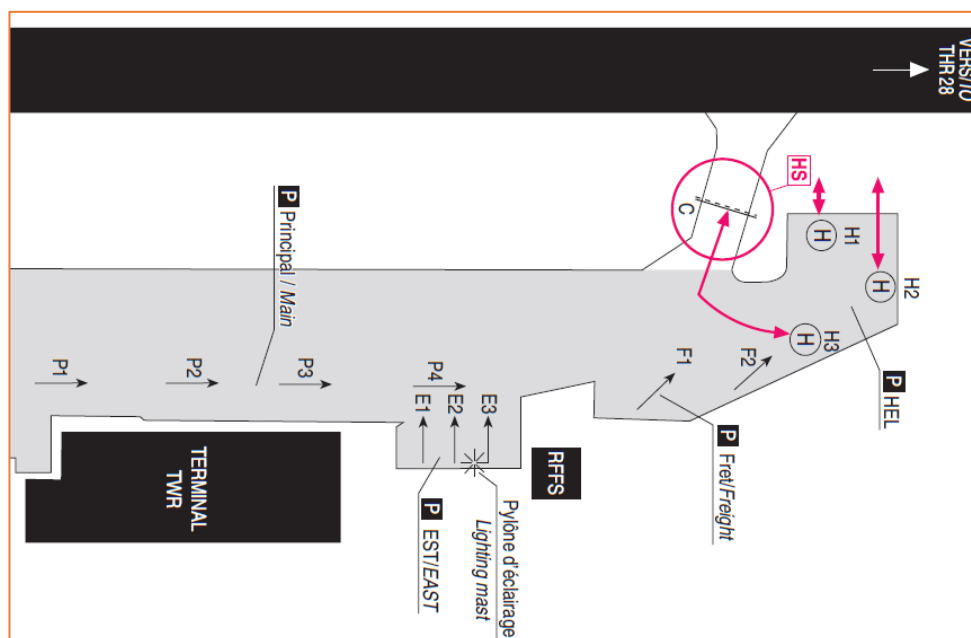 VERS/TO
THR 28
HS
C
H
H1
H
H2
H
H3
P Principal / Main
P1
P2
P3
P4
E1
E2
E3
F1
F2
P HEL
P Fret/Freight
RFFS
TERMINAL
TWR
P EST/EAST
Pylône d'éclairage
Lighting mast